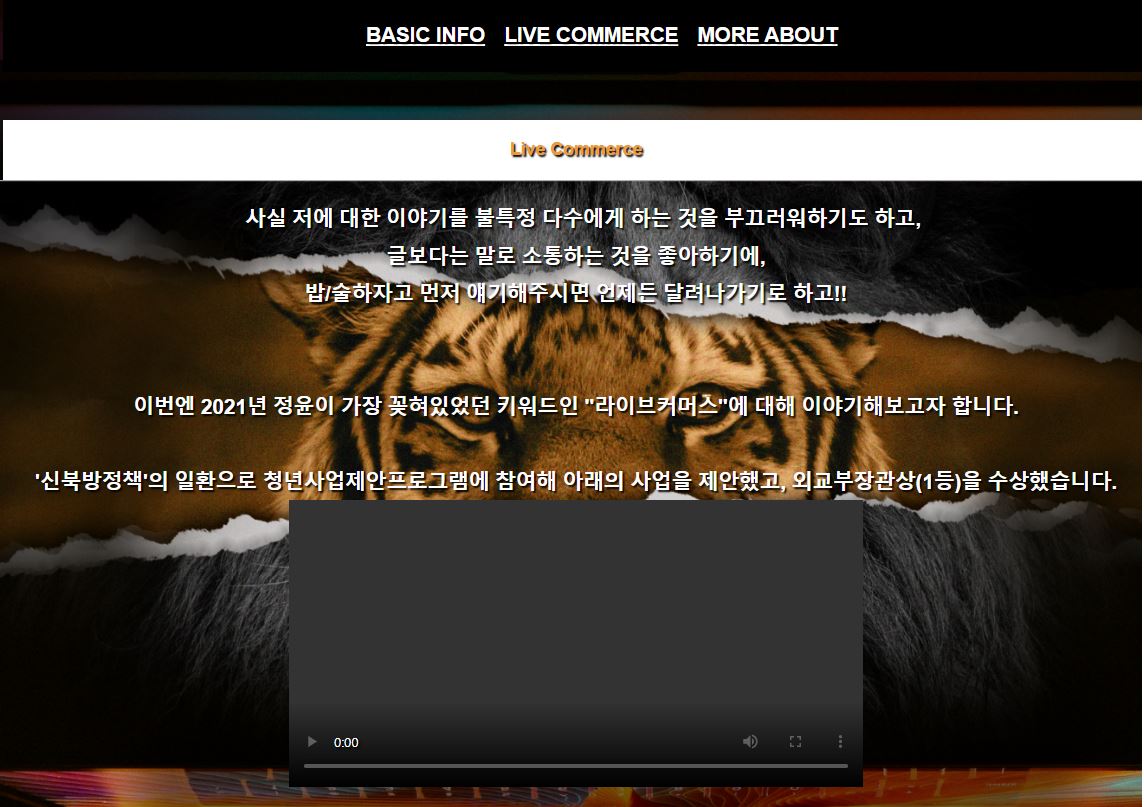 BASIC INFO LIVE COMMERCE MORE ABOUT
Live Commerce
사실 저에 대한 이야기를 불특정 다수에게 하는 것을 부끄러워하기도 하고,
글보다는 말로 소통하는 것을 좋아하기에,
밥/술하자고 먼저 얘기해주시면 언제든 달려나가기로 하고!!
이번엔 2021년 정윤이 가장 꽂혀있었던 키워드인 "라이브커머스"에 대해 이야기해보고자 합니다.
'신북방정책'의 일환으로 청년사업제안프로그램에 참여해 아래의 사업을 제안했고, 외교부장관상(1등)을 수상했습니다.
0:00